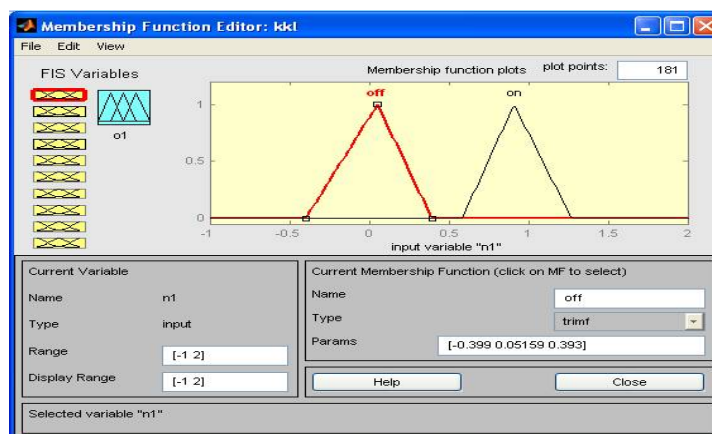 Membership Function Editor: kkl
File Edit View
FIS Variables
Membership function plots plot points: 181
o1
off on
1
0.5
0
-1 -0.5 0 0.5 1 1.5 2
input variable "n1"
Current Variable
Name n1
Type input
Range [-1 2]
Display Range [-1 2]
Current Membership Function (click on MF to select)
Name off
Type trimf
Params [-0.399 0.05159 0.393]
Help Close
Selected variable "n1"